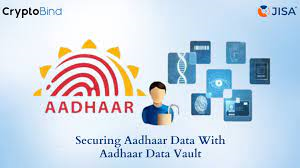 CryptoBind
JISA
AADHAAR
Securing Aadhaar Data With
Aadhaar Data Vault